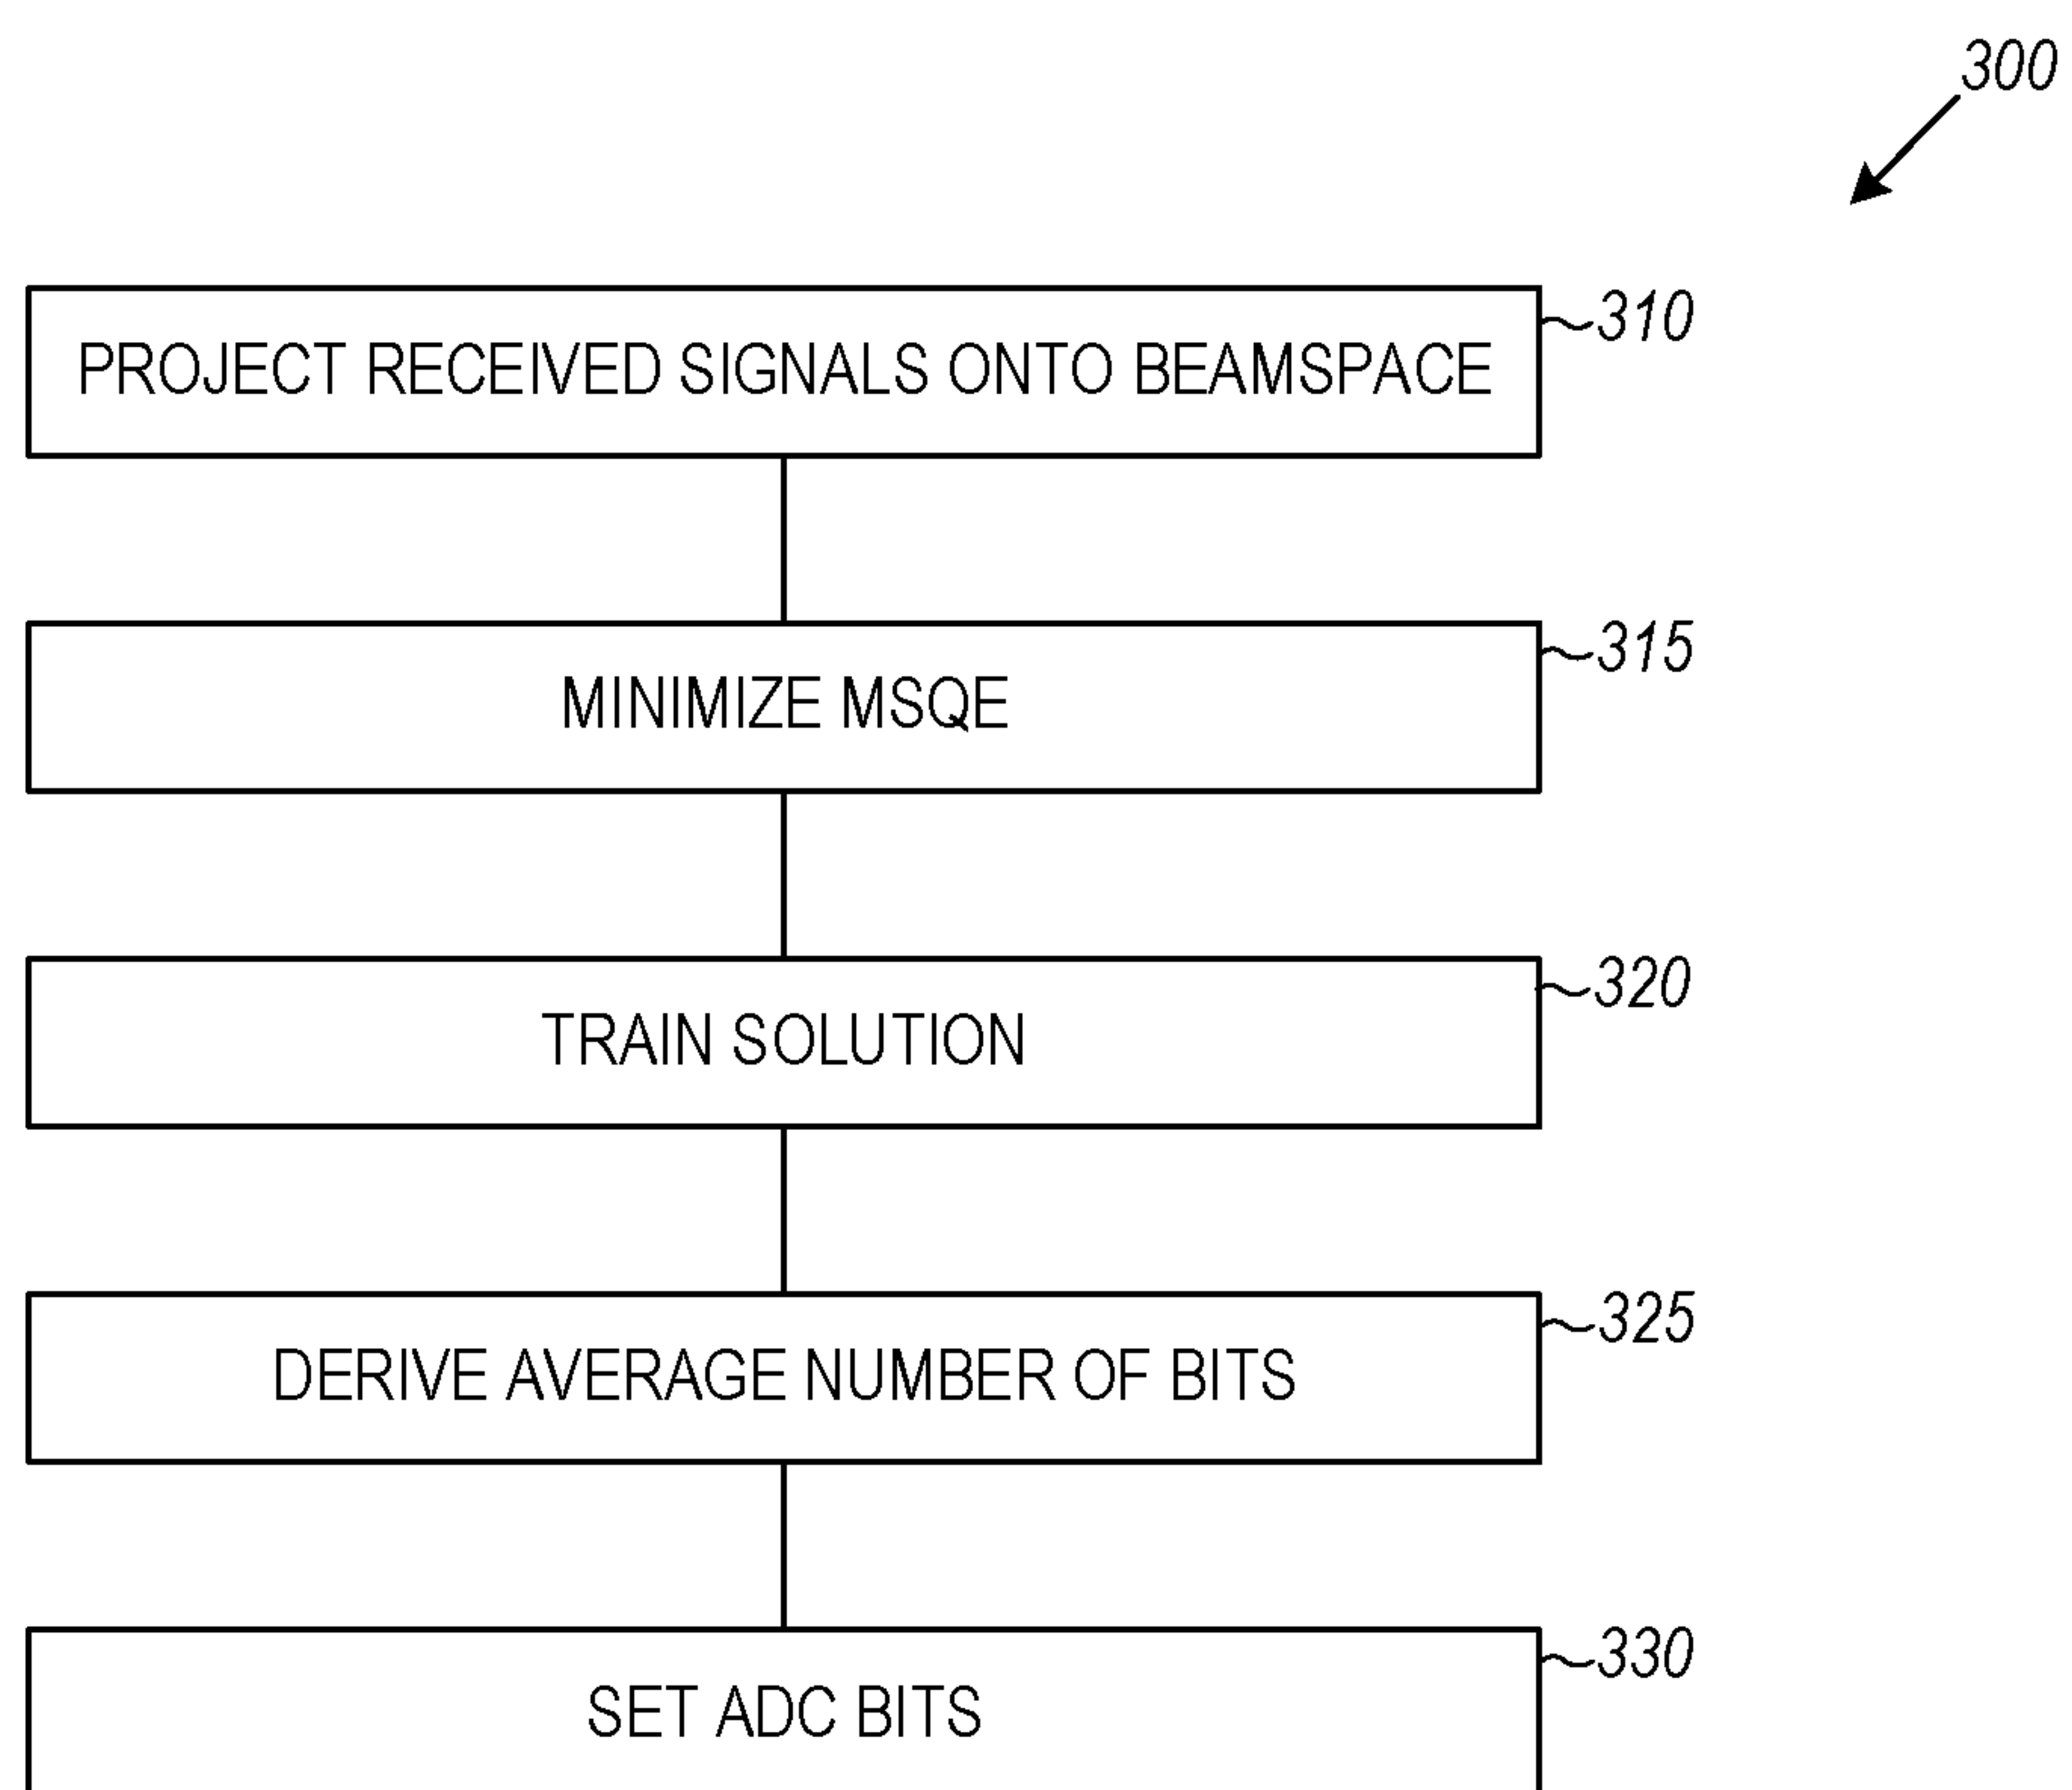 300
PROJECT RECEIVED SIGNALS ONTO BEAMSPACE
310
MINIMIZE MSQE
315
TRAIN SOLUTION
320
DERIVE AVERAGE NUMBER OF BITS
325
SET ADC BITS
330